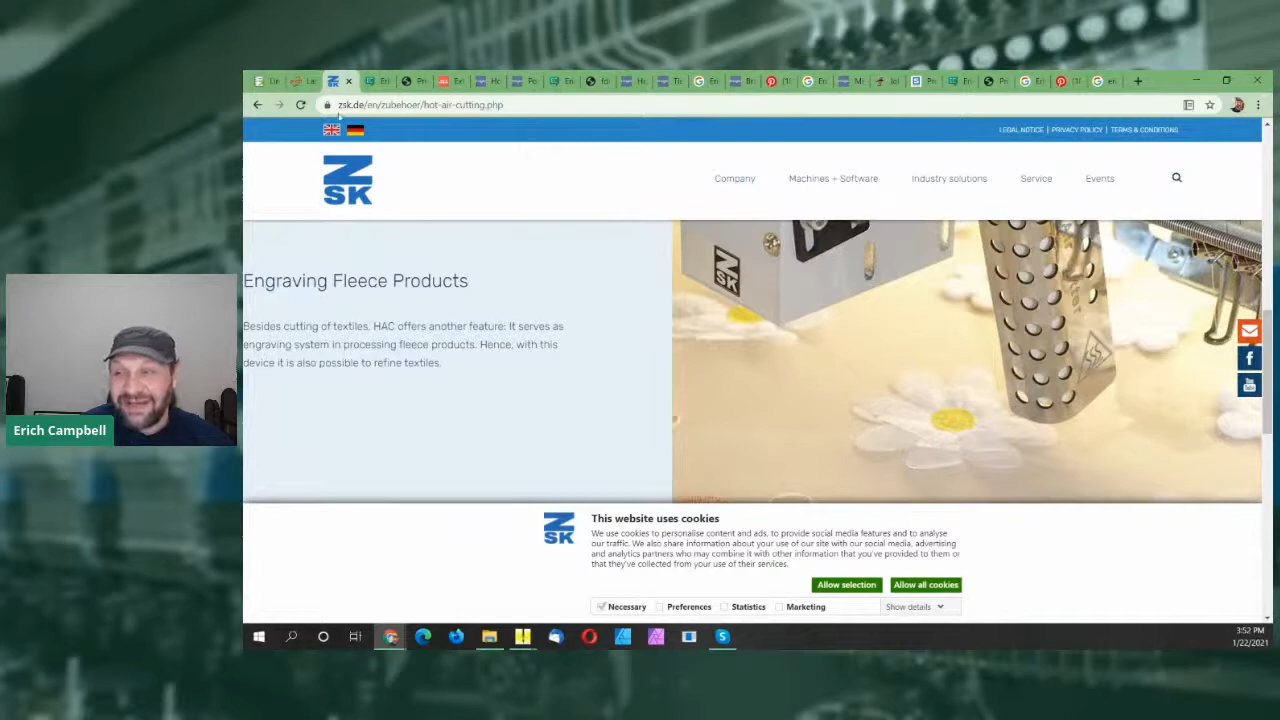 zsk.de/en/zubehoer/hot-air-cutting.php
LEGAL NOTICE | PRIVACY POLICY | TERMS & CONDITIONS
ZSK
Company
Machines + Software
Industry solutions
Service
Events
Engraving Fleece Products
Besides cutting of textiles, HAC offers another feature: It serves as
engraving system in processing fleece products. Hence, with this
device it is also possible to refine textiles.
ZSK
Erich Campbell
ZSK
This website uses cookies
We use cookies to personalise content and ads, to provide social media features and to analyse
our traffic. We also share information about your use of our site with our social media, advertising
and analytics partners who may combine it with other information that you've provided to them or
that they've collected from your use of their services.
Allow selection
Allow all cookies
Necessary
Preferences
Statistics
Marketing
Show details
3:52 PM
1/22/2021